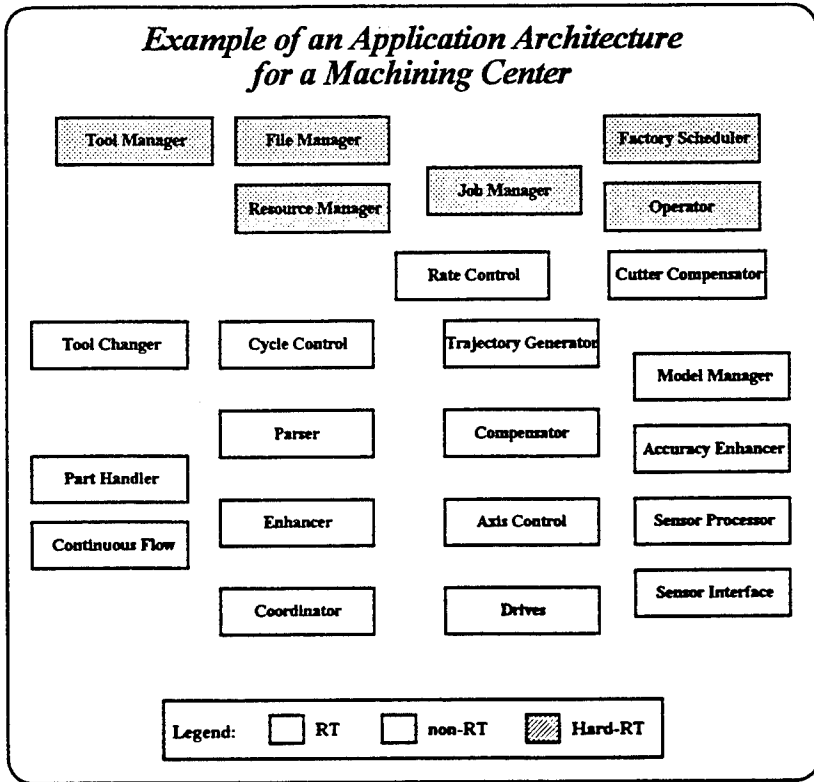 Example of an Application Architecture
for a Machining Center
Tool Manager
File Manager
Factory Scheduler
Resource Manager
Job Manager
Operator
Rate Control
Cutter Compensator
Tool Changer
Cycle Control
Trajectory Generator
Model Manager
Parser
Compensator
Accuracy Enhancer
Part Handler
Enhancer
Axis Control
Sensor Processor
Continuous Flow
Coordinator
Drives
Sensor Interface
Legend: RT non-RT Hard-RT